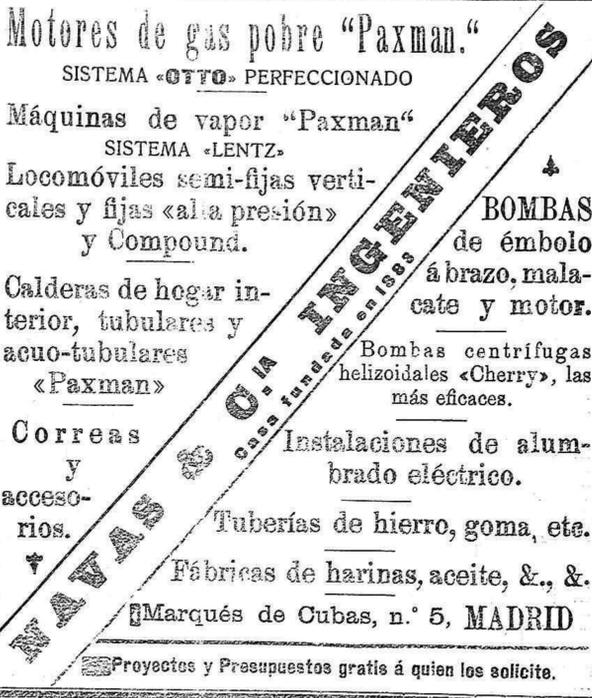 Motores de gas pobre "Paxman."
SISTEMA «OTTO» PERFECCIONADO
Máquinas de vapor "Paxman"
SISTEMA «LENTZ»
Locomóviles semi-fijas verti-
cales y fijas «alta presión»
y Compound.
Calderas de hogar in-
terior, tubulares y
acuo-tubulares
«Paxman»
Correas
y
acceso-
rios.
NAVAS & C.ª INGENIEROS
Casa fundada en 1883
BOMBAS
de émbolo
á brazo, mala-
cate y motor.
Bombas centrífugas
helizoidales «Cherry», las
más eficaces.
Instalaciones de alum-
brado eléctrico.
Tuberías de hierro, goma, etc.
Fábricas de harinas, aceite, &., &.
Marqués de Cubas, n.° 5, MADRID
Proyectos y Presupuestos gratis á quien los solicite.